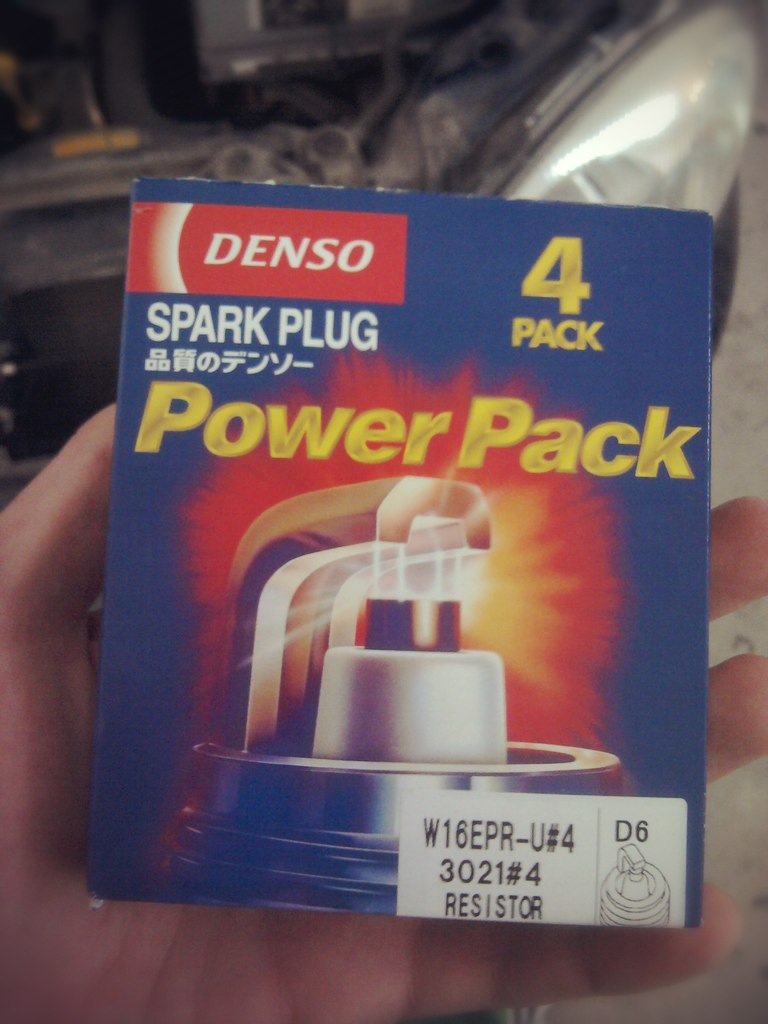 DENSO
4
PACK
SPARK PLUG
品質のデンソー
Power Pack
W16EPR-U#4
D6
3021#4
RESISTOR